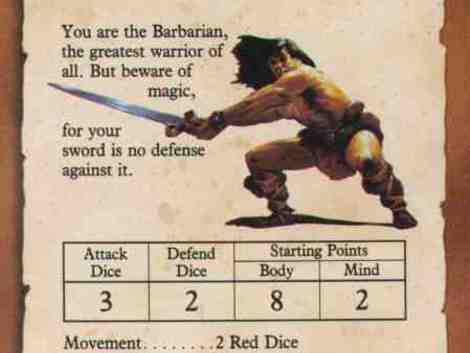 You are the Barbarian,
the greatest warrior of
all. But beware of
magic,
for your
sword is no defense
against it.
Attack Dice Defend Dice Starting Points
Body Mind
3 2 8 2
Movement........2 Red Dice